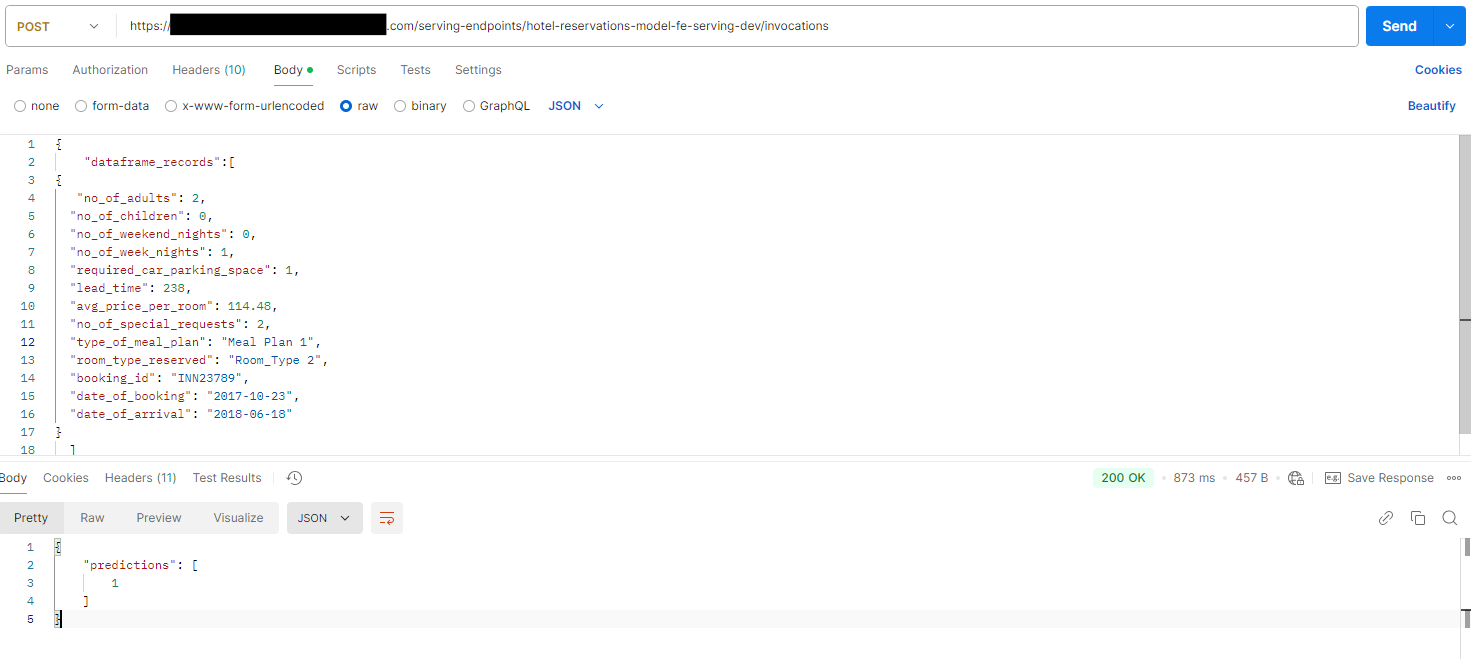 POST https://.com/serving-endpoints/hotel-reservations-model-fe-serving-dev/invocations Send
Params Authorization Headers (10) Body Scripts Tests Settings Cookies
none form-data x-www-form-urlencoded raw binary GraphQL JSON Beautify
1 {
2 "dataframe_records":[
3 {
4 "no_of_adults": 2,
5 "no_of_children": 0,
6 "no_of_weekend_nights": 0,
7 "no_of_week_nights": 1,
8 "required_car_parking_space": 1,
9 "lead_time": 238,
10 "avg_price_per_room": 114.48,
11 "no_of_special_requests": 2,
12 "type_of_meal_plan": "Meal Plan 1",
13 "room_type_reserved": "Room_Type 2",
14 "booking_id": "INN23789",
15 "date_of_booking": "2017-10-23",
16 "date_of_arrival": "2018-06-18"
17 }
18 ]
Body Cookies Headers (11) Test Results 200 OK 873 ms 457 B e.g. Save Response
Pretty Raw Preview Visualize JSON
1 {
2 "predictions": [
3 1
4 ]
5 }